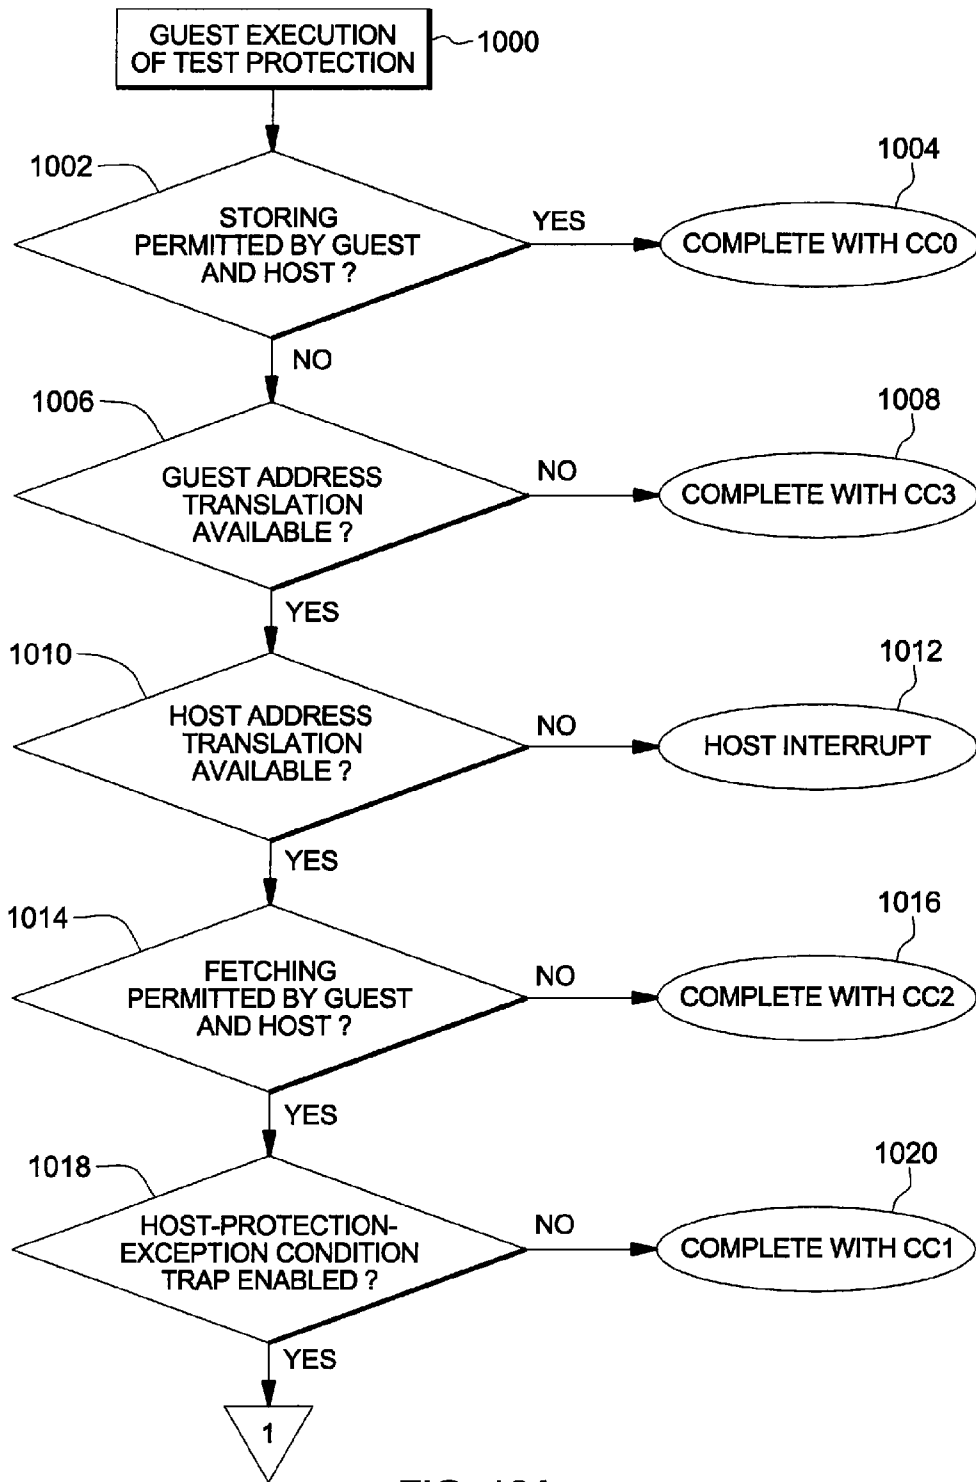 GUEST EXECUTION
OF TEST PROTECTION
1000
1002
STORING
PERMITTED BY GUEST
AND HOST ?
YES
1004
COMPLETE WITH CC0
NO
1006
GUEST ADDRESS
TRANSLATION
AVAILABLE ?
NO
1008
COMPLETE WITH CC3
YES
1010
HOST ADDRESS
TRANSLATION
AVAILABLE ?
NO
1012
HOST INTERRUPT
YES
1014
FETCHING
PERMITTED BY GUEST
AND HOST ?
NO
1016
COMPLETE WITH CC2
YES
1018
HOST-PROTECTION-
EXCEPTION CONDITION
TRAP ENABLED ?
NO
1020
COMPLETE WITH CC1
YES
1